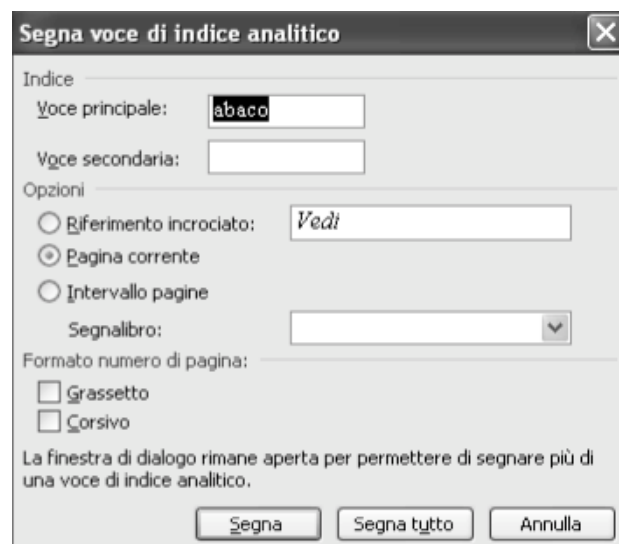 Segna voce di indice analitico
Indice
Voce principale: abaco
Voce secondaria:
Opzioni
Riferimento incrociato: Vedi
Pagina corrente
Intervallo pagine
Segnalibro:
Formato numero di pagina:
Grassetto
Corsivo
La finestra di dialogo rimane aperta per permettere di segnare più di
una voce di indice analitico.
Segna Segna tutto Annulla